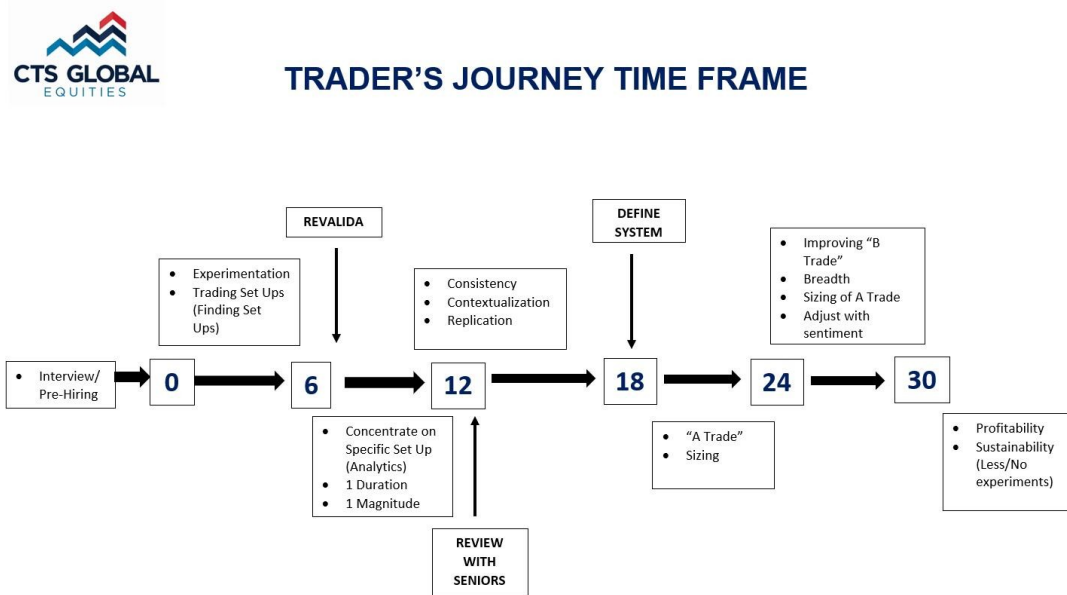 CTS GLOBAL
EQUITIES
TRADER'S JOURNEY TIME FRAME
REVALIDA
DEFINE
SYSTEM
• Experimentation
• Trading Set Ups
(Finding Set
Ups)
• Consistency
• Contextualization
• Replication
• Improving “B
Trade”
• Breadth
• Sizing of A Trade
• Adjust with
sentiment
• Interview/
Pre-Hiring
0
6
12
18
24
30
• Concentrate on
Specific Set Up
(Analytics)
• 1 Duration
• 1 Magnitude
• “A Trade”
• Sizing
• Profitability
• Sustainability
(Less/No
experiments)
REVIEW
WITH
SENIORS